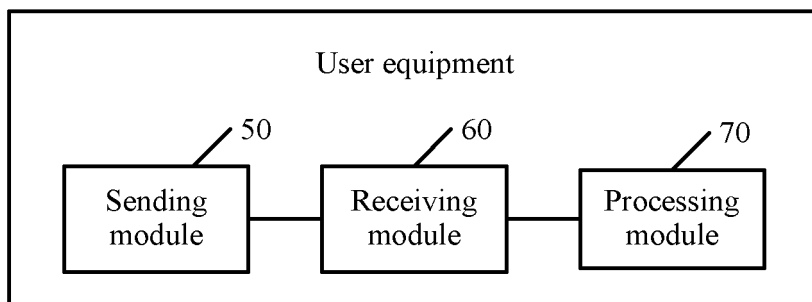 User equipment
50
60
70
Sending
module
Receiving
module
Processing
module